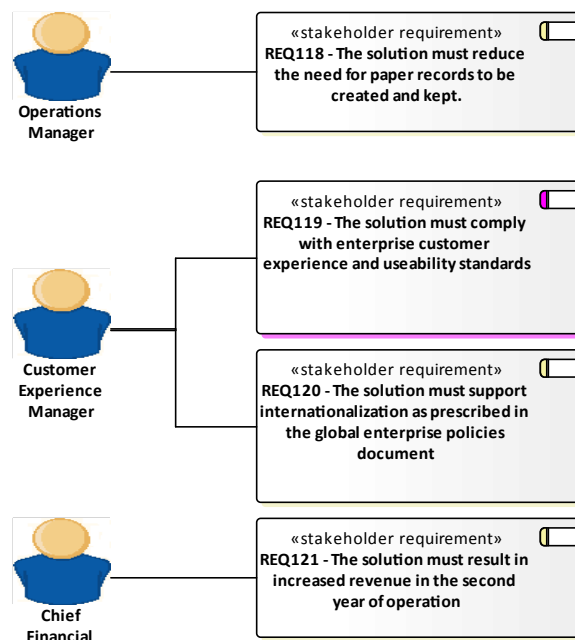 Operations
Manager
«stakeholder requirement»
REQ118 - The solution must reduce
the need for paper records to be
created and kept.
Customer
Experience
Manager
«stakeholder requirement»
REQ119 - The solution must comply
with enterprise customer
experience and useability standards
«stakeholder requirement»
REQ120 - The solution must support
internationalization as prescribed in
the global enterprise policies
document
Chief
Financial
«stakeholder requirement»
REQ121 - The solution must result in
increased revenue in the second
year of operation